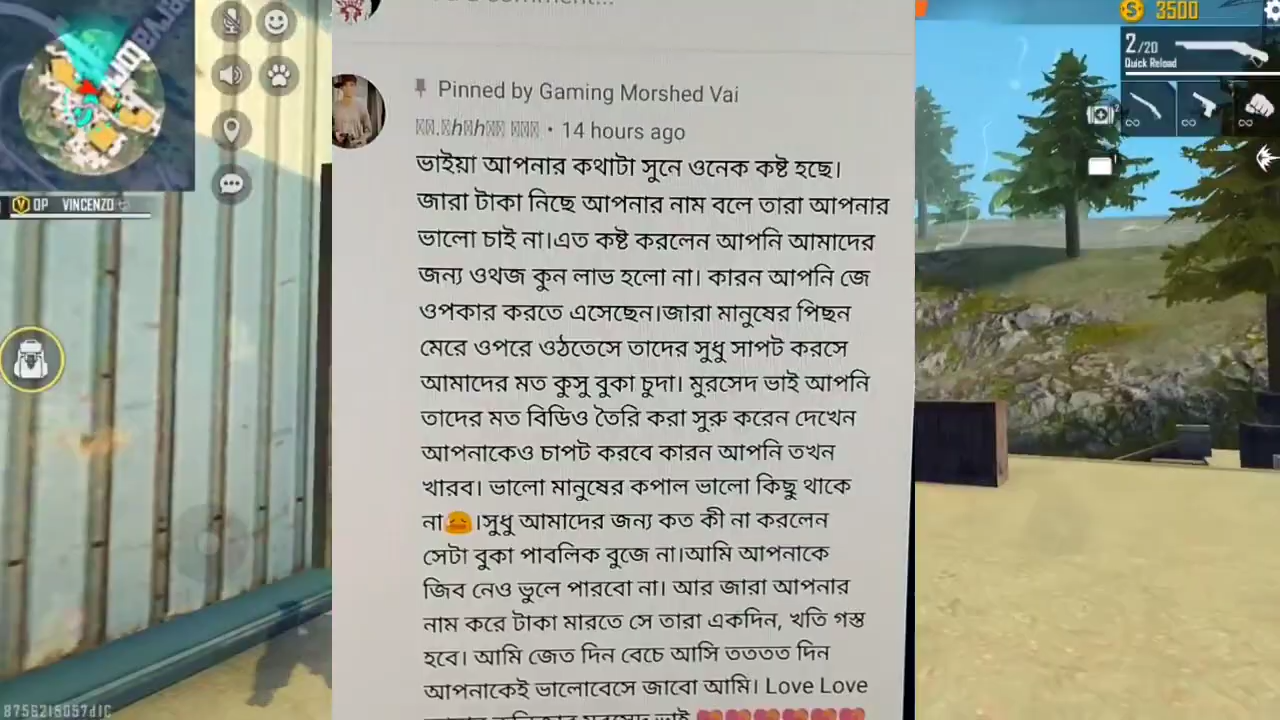 OP VINCENZO
8756215057dIC
Pinned by Gaming Morshed Vai
• 14 hours ago
ভাইয়া আপনার কথাটা সুনে ওনেক কষ্ট হছে।
জারা টাকা নিছে আপনার নাম বলে তারা আপনার
ভালো চাই না।এত কষ্ট করলেন আপনি আমাদের
জন্য ওথজ কুন লাভ হলো না। কারন আপনি জে
ওপকার করতে এসেছেন।জারা মানুষের পিছন
মেরে ওপরে ওঠতেসে তাদের সুধু সাপট করসে
আমাদের মত কুসু বুকা চুদা। মুরসেদ ভাই আপনি
তাদের মত বিডিও তৈরি করা সুরু করেন দেখেন
আপনাকেও চাপট করবে কারন আপনি তখন
খারব। ভালো মানুষের কপাল ভালো কিছু থাকে
না😫।সুধু আমাদের জন্য কত কী না করলেন
সেটা বুকা পাবলিক বুজে না।আমি আপনাকে
জিব নেও ভুলে পারবো না। আর জারা আপনার
নাম করে টাকা মারতে সে তারা একদিন, খতি গস্ত
হবে। আমি জেত দিন বেচে আসি তততত দিন
আপনাকেই ভালোবেসে জাবো আমি। Love Love
S 3500
2/20
Quick Reload